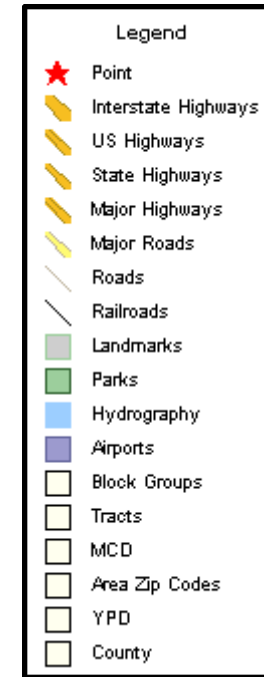 Legend
Point
Interstate Highways
US Highways
State Highways
Major Highways
Major Roads
Roads
Railroads
Landmarks
Parks
Hydrography
Airports
Block Groups
Tracts
MCD
Area Zip Codes
YPD
County